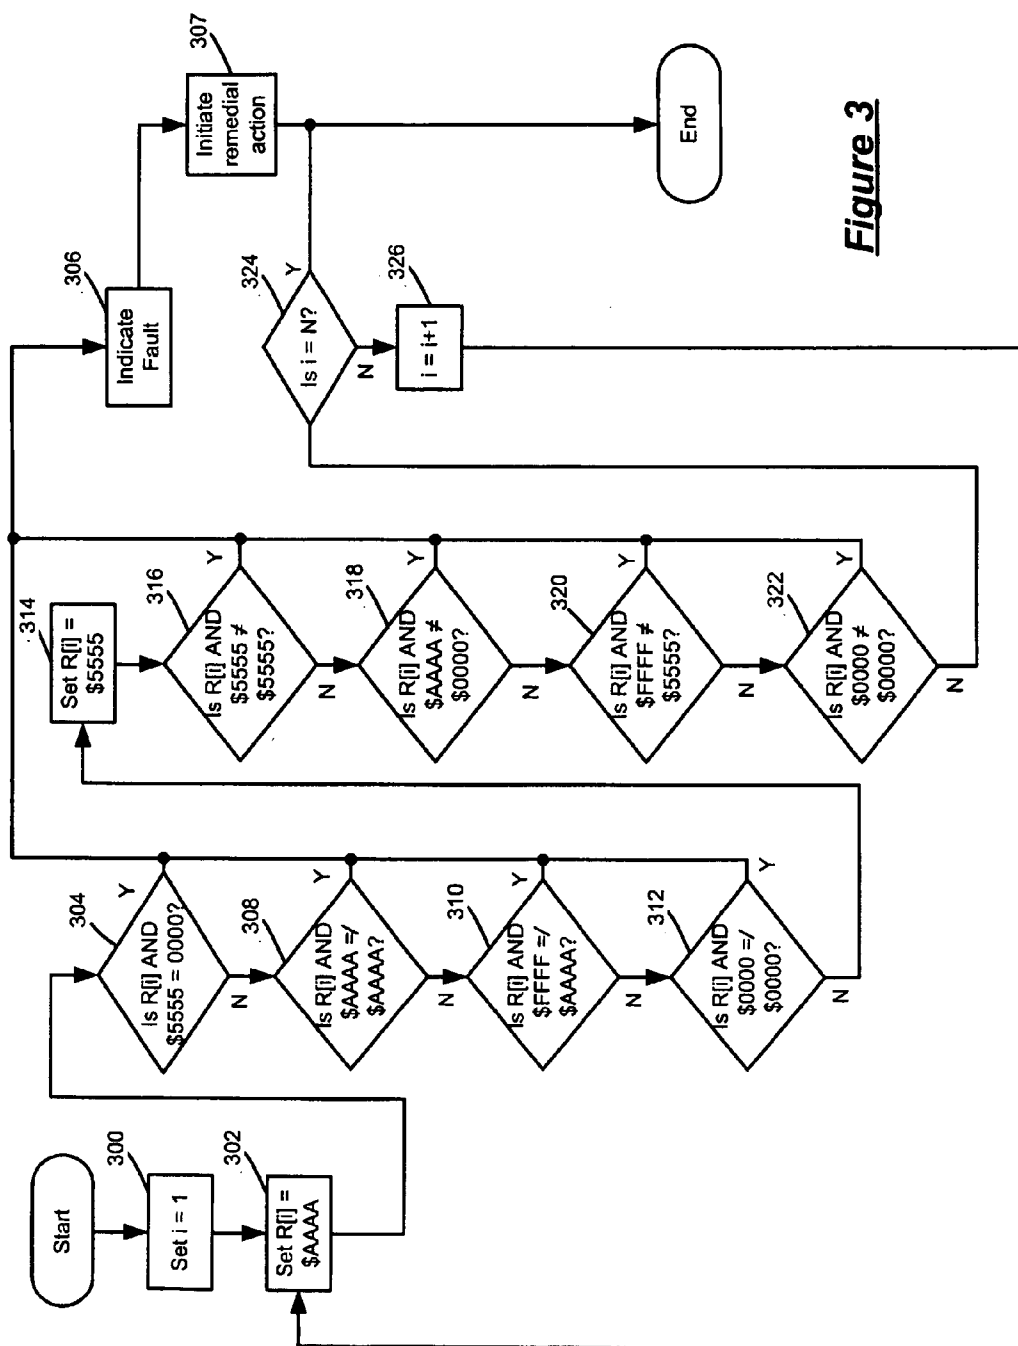 Start
300
Set i = 1
302
Set R[i] =
$AAAA
304
Is R[i] AND
$5555 = 0000?
Y
N
308
Is R[i] AND
$AAAA =/
$AAAA?
Y
N
310
Is R[i] AND
$FFFF =/
$AAAA?
Y
N
312
Is R[i] AND
$0000 =/
$0000?
Y
N
314
Set R[i] =
$5555
316
Is R[i] AND
$5555 ≠
$5555?
Y
N
318
Is R[i] AND
$AAAA ≠
$0000?
Y
N
320
Is R[i] AND
$FFFF ≠
$5555?
Y
N
322
Is R[i] AND
$0000 ≠
$0000?
Y
N
306
Indicate
Fault
307
Initiate
remedial
action
324
Is i = N?
Y
N
326
i = i+1
End
Figure 3